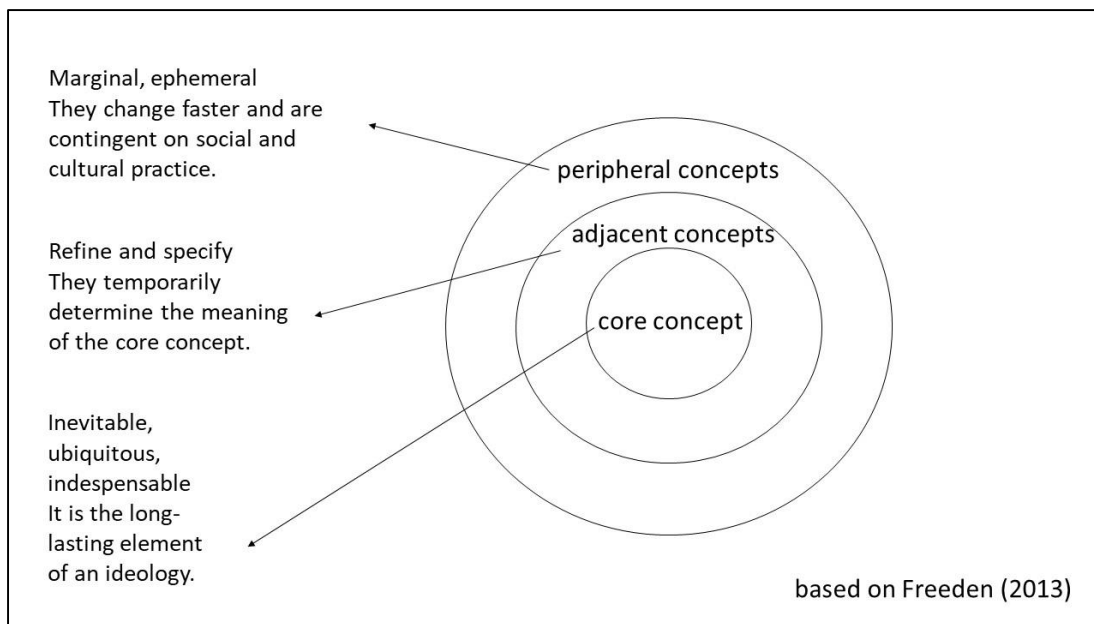 Marginal, ephemeral
They change faster and are
contingent on social and
cultural practice.
peripheral concepts
Refine and specify
They temporarily
determine the meaning
of the core concept.
adjacent concepts
Inevitable,
ubiquitous,
indespensable
It is the long-
lasting element
of an ideology.
core concept
based on Freeden (2013)